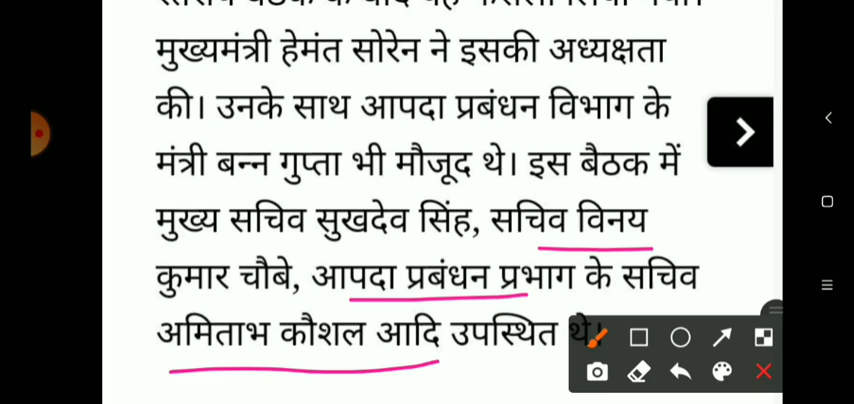 मुख्यमंत्री हेमंत सोरेन ने इसकी अध्यक्षता
की। उनके साथ आपदा प्रबंधन विभाग के
मंत्री बन्न गुप्ता भी मौजूद थे। इस बैठक में
मुख्य सचिव सुखदेव सिंह, सचिव विनय
कुमार चौबे, आपदा प्रबंधन प्रभाग के सचिव
अमिताभ कौशल आदि उपस्थित थे।